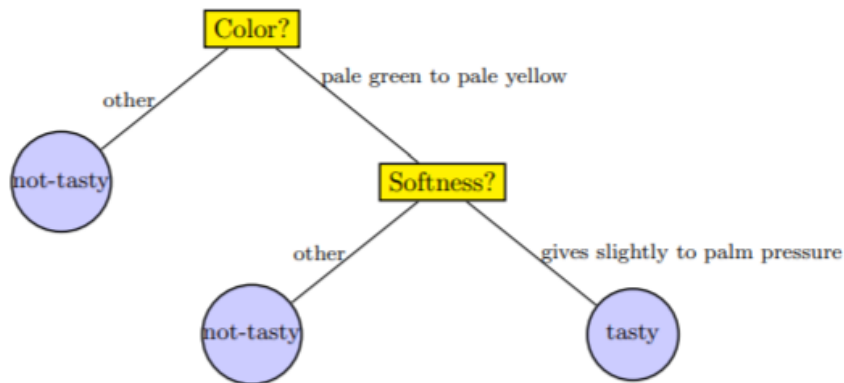 Color?
other
pale green to pale yellow
not-tasty
Softness?
other
gives slightly to palm pressure
not-tasty
tasty